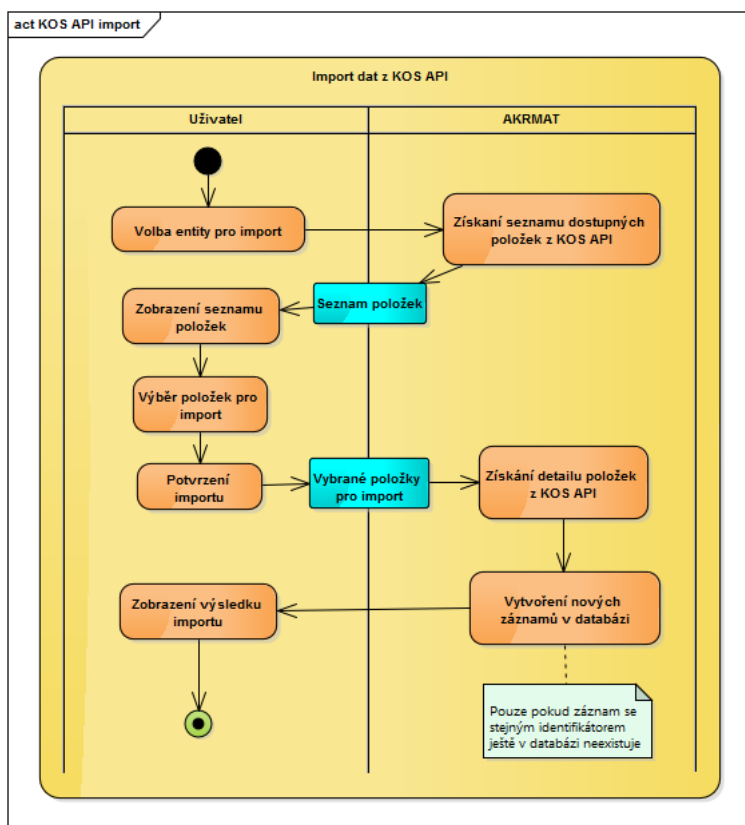 act KOS API import
Import dat z KOS API
Uživatel
AKRMAT
Volba entity pro import
Získaní seznamu dostupných
položek z KOS API
Seznam položek
Zobrazení seznamu
položek
Výběr položek pro
import
Potvrzení
importu
Vybrané položky
pro import
Získání detailu položek
z KOS API
Vytvoření nových
záznamů v databázi
Zobrazení výsledku
importu
Pouze pokud záznam se
stejným identifikátorem
ještě v databázi neexistuje